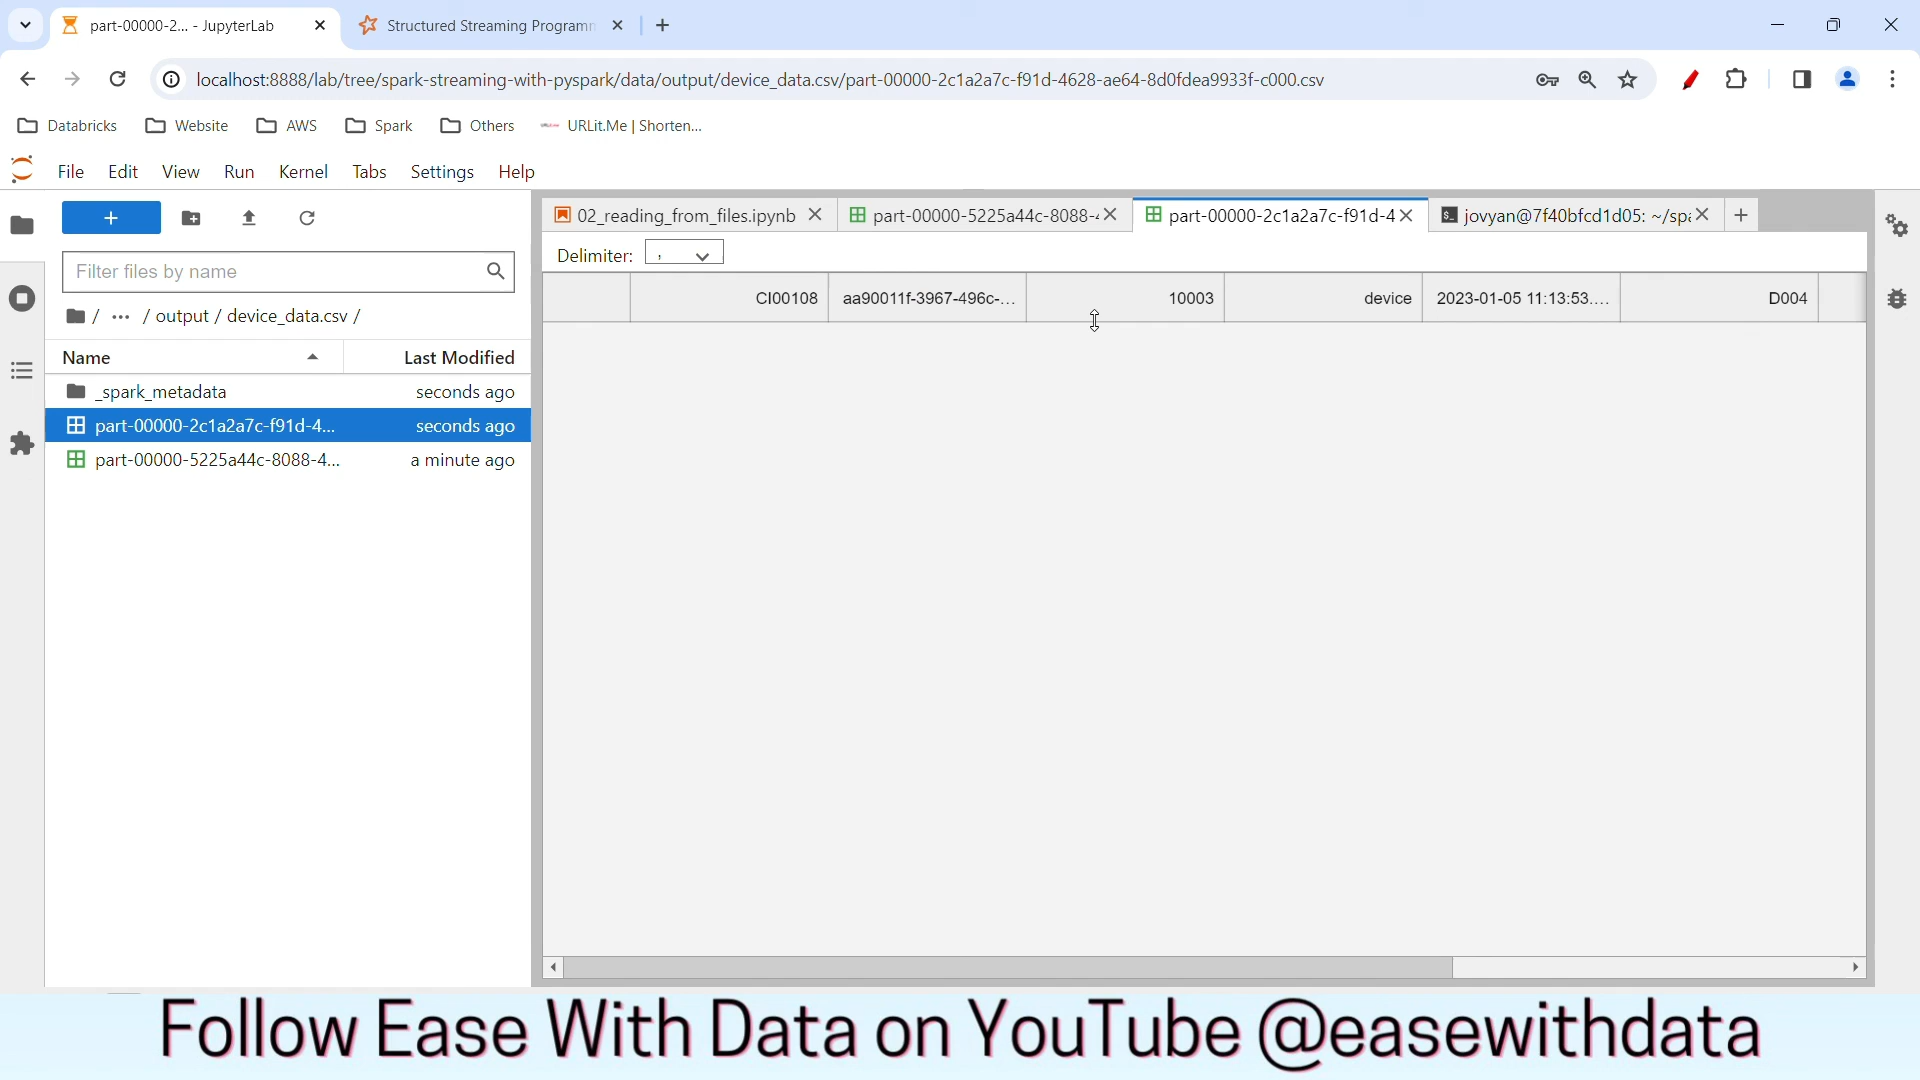 part-00000-2... - JupyterLab
Structured Streaming Programm
localhost:8888/lab/tree/spark-streaming-with-pyspark/data/output/device_data.csv/part-00000-2c1a2a7c-f91d-4628-ae64-8d0fdea9933f-c000.csv
Databricks
Website
AWS
Spark
Others
URLit.Me | Shorten...
File Edit View Run Kernel Tabs Settings Help
02_reading_from_files.ipynb
part-00000-5225a44c-8088-4
part-00000-2c1a2a7c-f91d-4
jovyan@7f40bfcd1d05: ~/spa
Delimiter: ,
Filter files by name
/ ... / output / device_data.csv /
Name Last Modified
_spark_metadata seconds ago
part-00000-2c1a2a7c-f91d-4... seconds ago
part-00000-5225a44c-8088-4... a minute ago
CI00108 aa90011f-3967-496c-... 10003 device 2023-01-05 11:13:53.... D004
Follow Ease With Data on YouTube @easewithdata